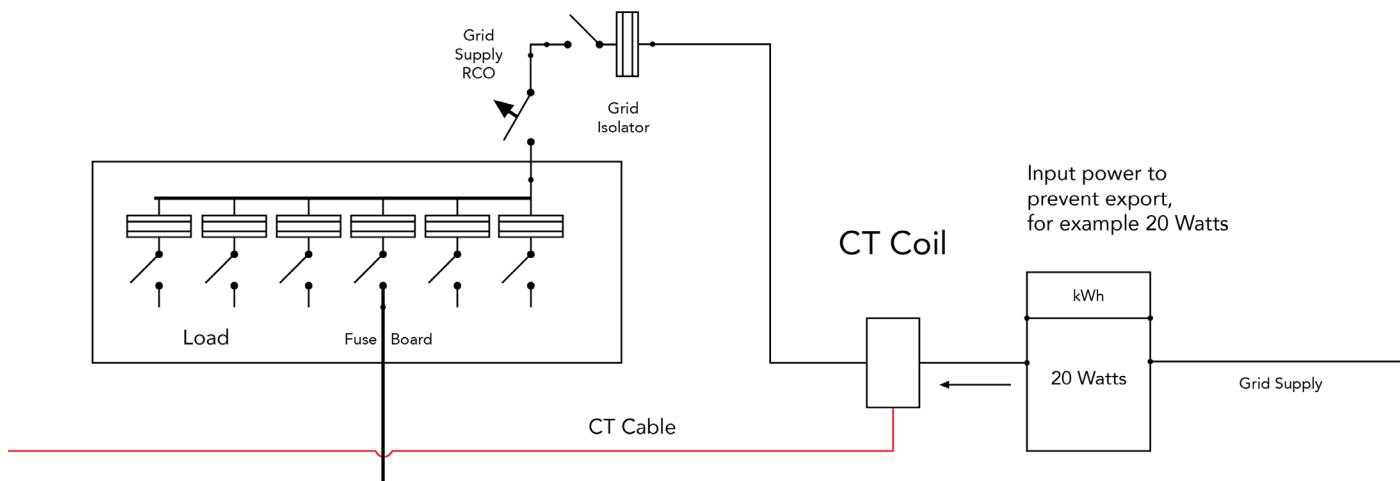 Grid
Supply
RCO
Grid
Isolator
Input power to
prevent export,
for example 20 Watts
CT Coil
kWh
20 Watts
Grid Supply
Load
Fuse Board
CT Cable